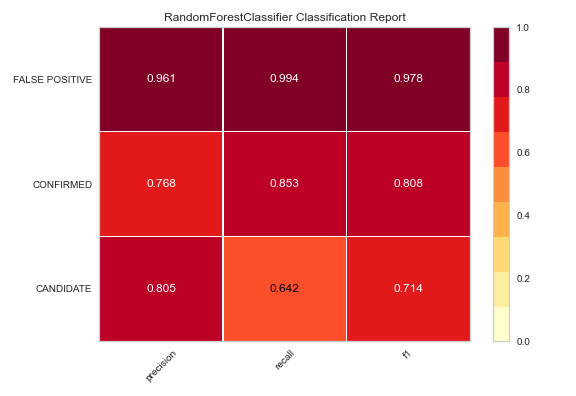 RandomForestClassifier Classification Report
FALSE POSITIVE 0.961 0.994 0.978
CONFIRMED 0.768 0.853 0.808
CANDIDATE 0.805 0.642 0.714
precision recall f1
1.0
0.8
0.6
0.4
0.2
0.0